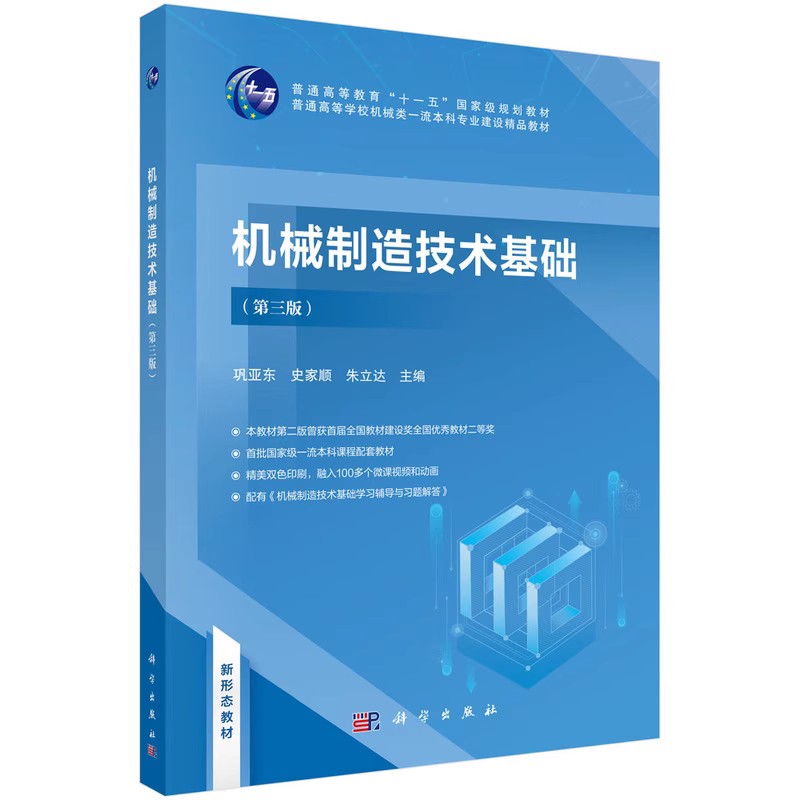 十一五
普通高等教育“十一五”国家级规划教材
普通高等学校机械类一流本科专业建设精品教材
机械制造技术基础
（第三版）
巩亚东 史家顺 朱立达 主编
本教材第二版曾获首届全国教材建设奖全国优秀教材二等奖
首批国家级一流本科课程配套教材
精美双色印刷，融入100多个微课视频和动画
配有《机械制造技术基础学习辅导与习题解答》
新形态教材
SP 科学出版社
十一五
机械制造技术基础（第三版）
科学出版社